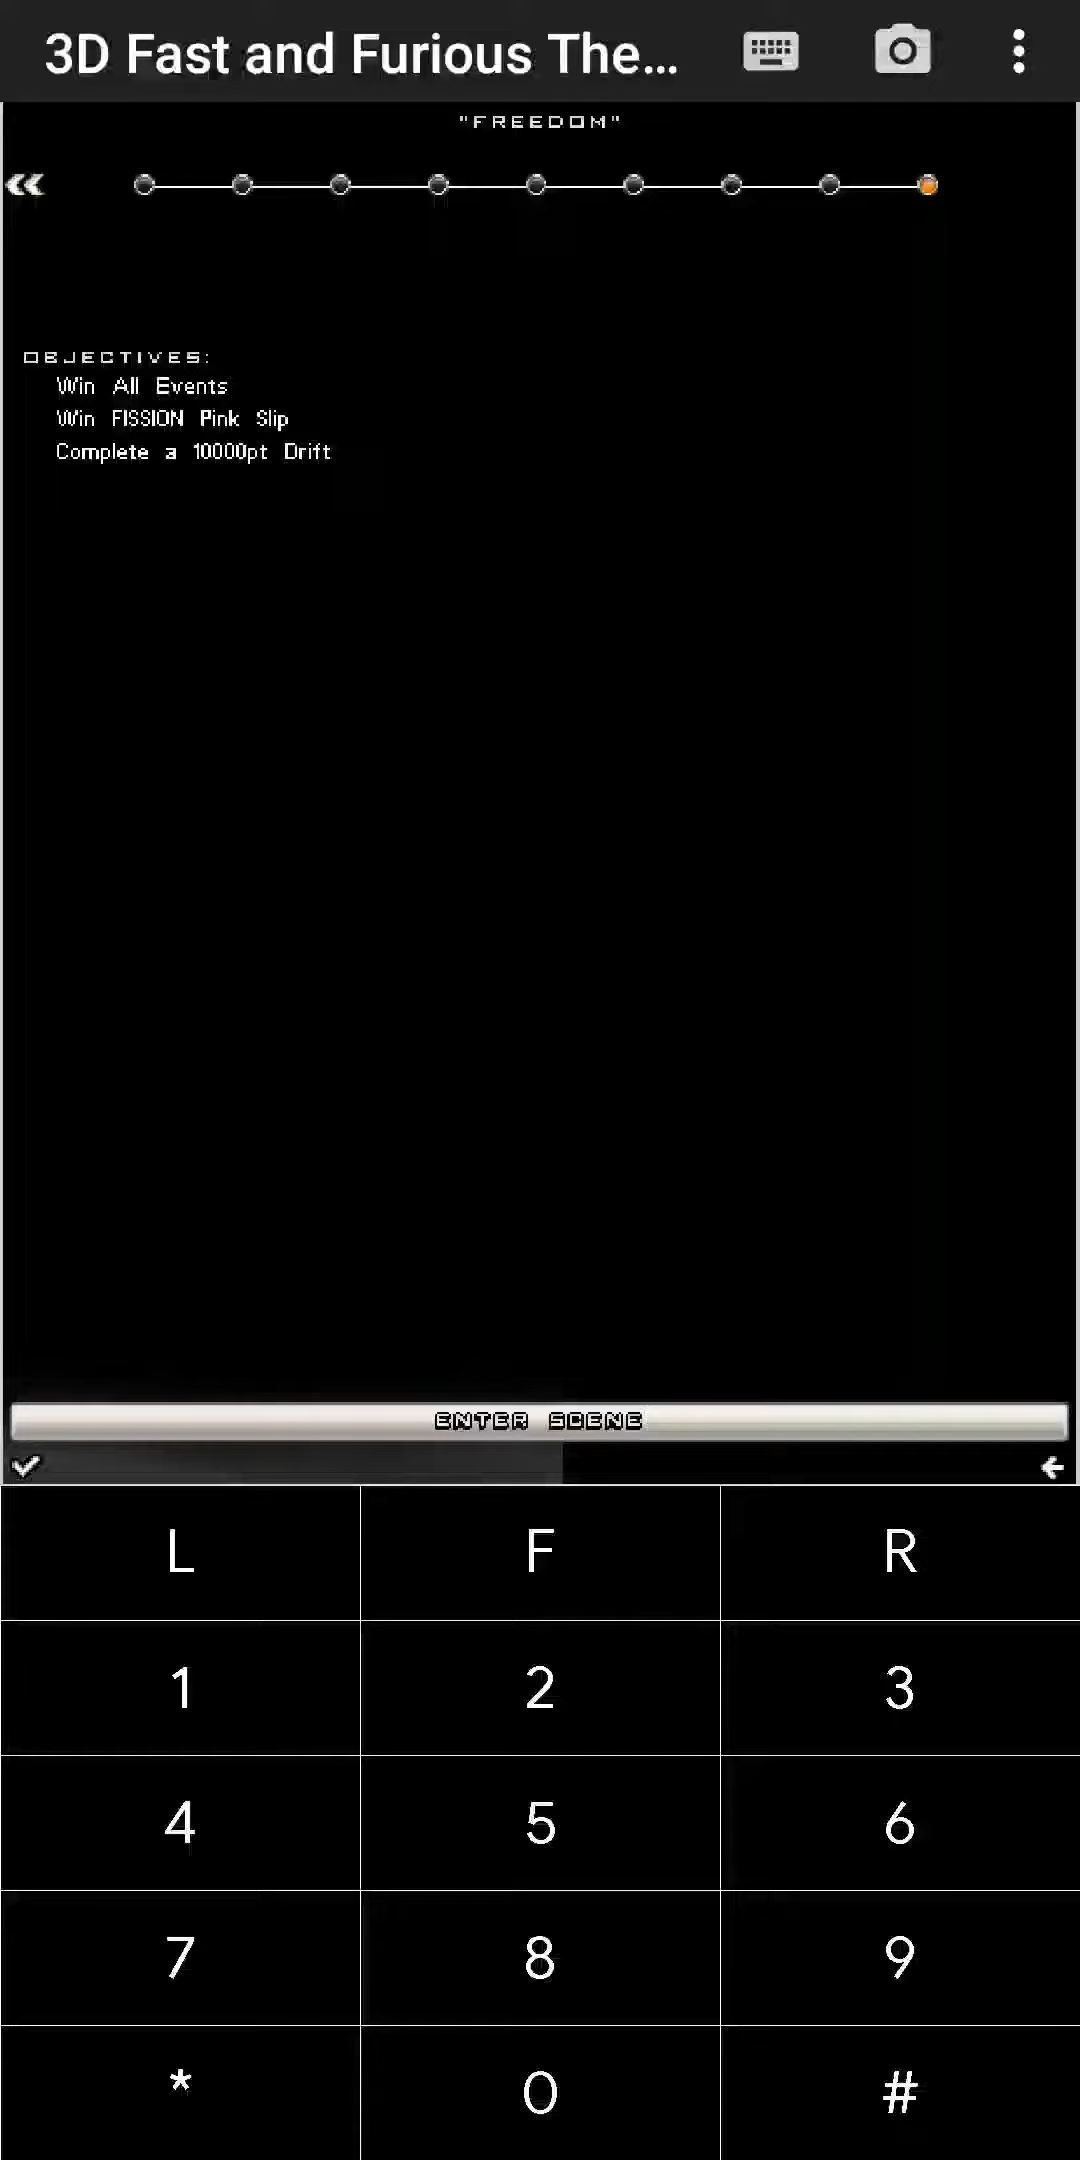 3D Fast and Furious The...
"FREEDOM"
OBJECTIVES:
Win All Events
Win FISSION Pink Slip
Complete a 10000pt Drift
ENTER SCENE
L F R
1 2 3
4 5 6
7 8 9
* 0 #